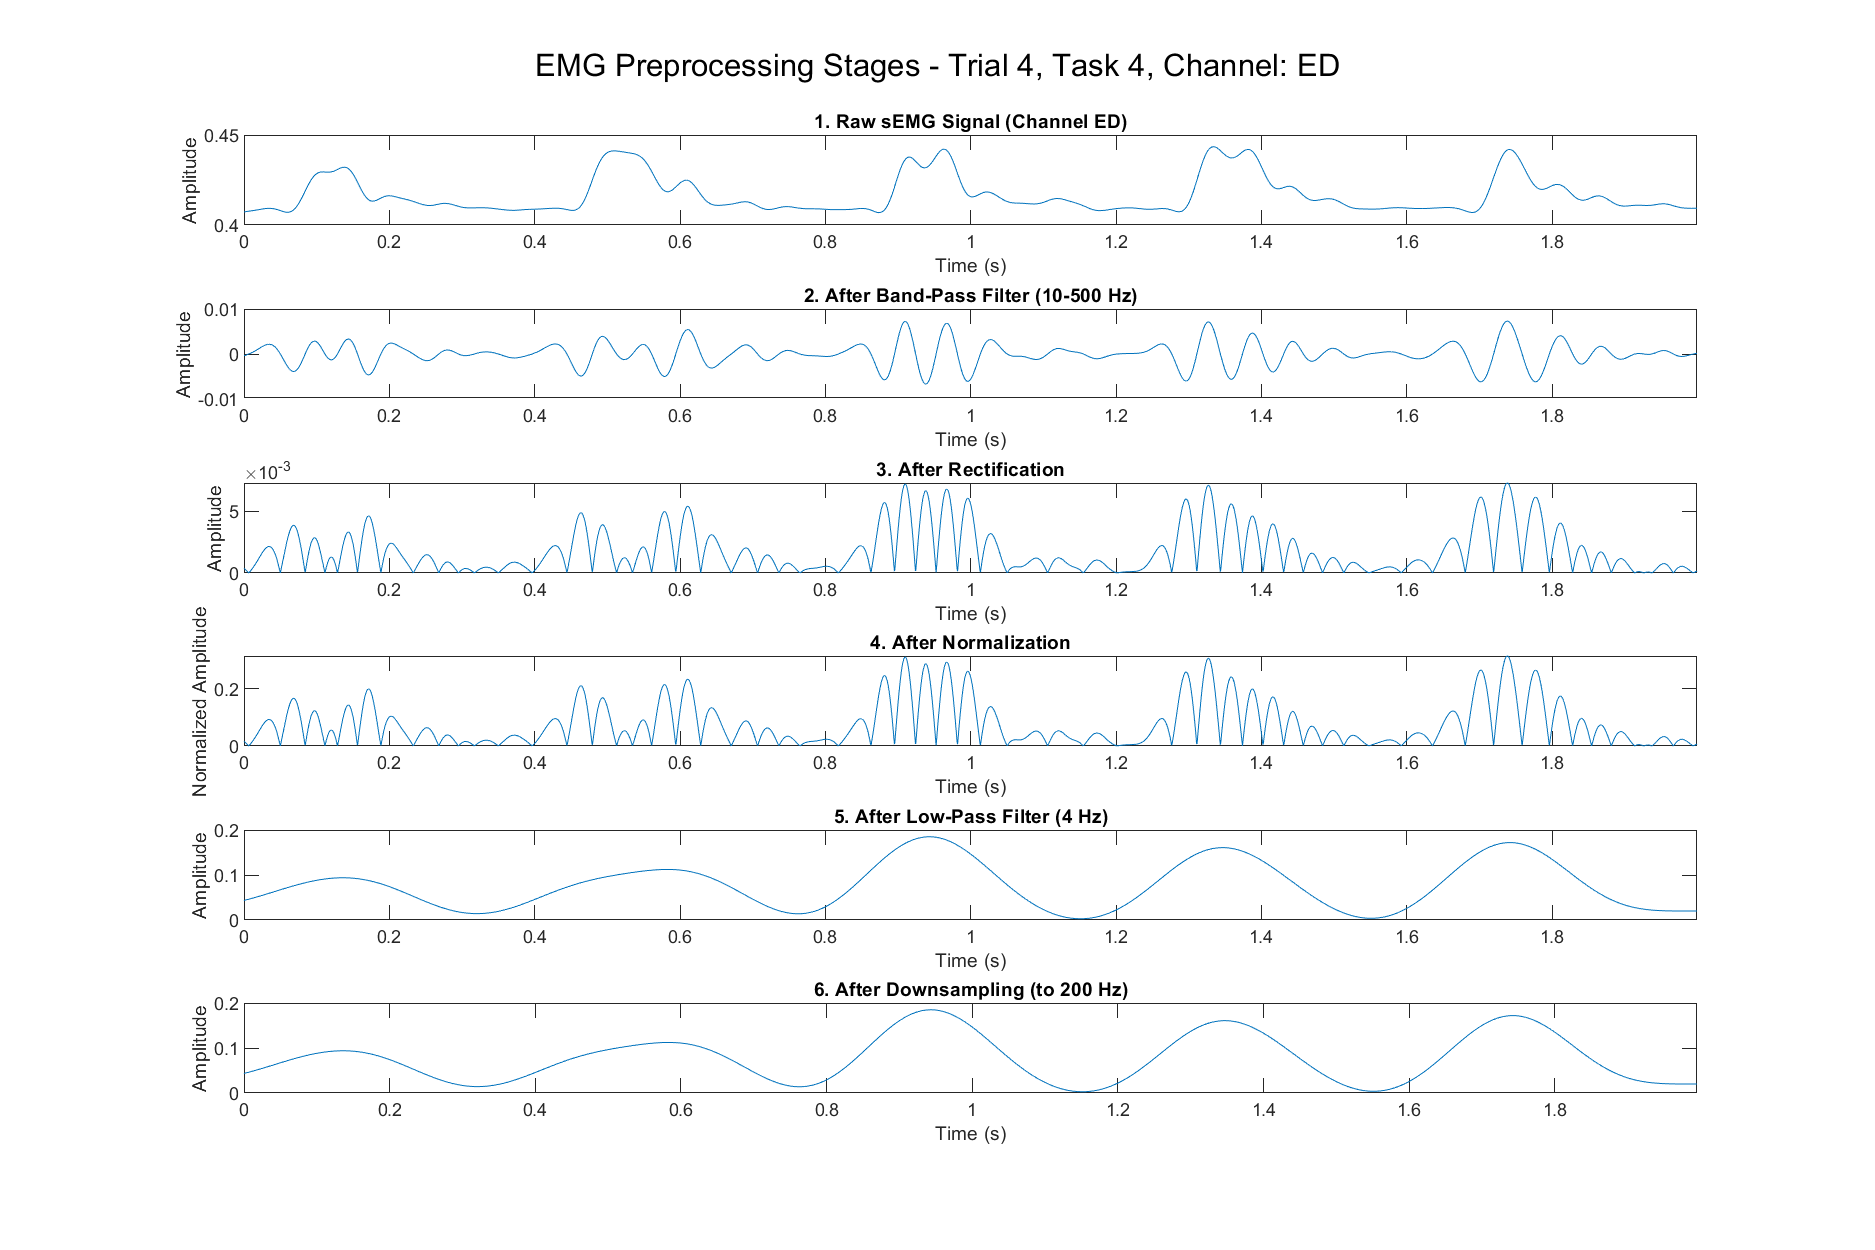 EMG Preprocessing Stages - Trial 4, Task 4, Channel: ED
1. Raw sEMG Signal (Channel ED)
Amplitude
0.45
0.4
0 0.2 0.4 0.6 0.8 1 1.2 1.4 1.6 1.8
Time (s)
2. After Band-Pass Filter (10-500 Hz)
Amplitude
0.01
0
-0.01
0 0.2 0.4 0.6 0.8 1 1.2 1.4 1.6 1.8
Time (s)
3. After Rectification
×10-3
Amplitude
5
0
0 0.2 0.4 0.6 0.8 1 1.2 1.4 1.6 1.8
Time (s)
4. After Normalization
Normalized Amplitude
0.2
0
0 0.2 0.4 0.6 0.8 1 1.2 1.4 1.6 1.8
Time (s)
5. After Low-Pass Filter (4 Hz)
Amplitude
0.2
0.1
0
0 0.2 0.4 0.6 0.8 1 1.2 1.4 1.6 1.8
Time (s)
6. After Downsampling (to 200 Hz)
Amplitude
0.2
0.1
0
0 0.2 0.4 0.6 0.8 1 1.2 1.4 1.6 1.8
Time (s)